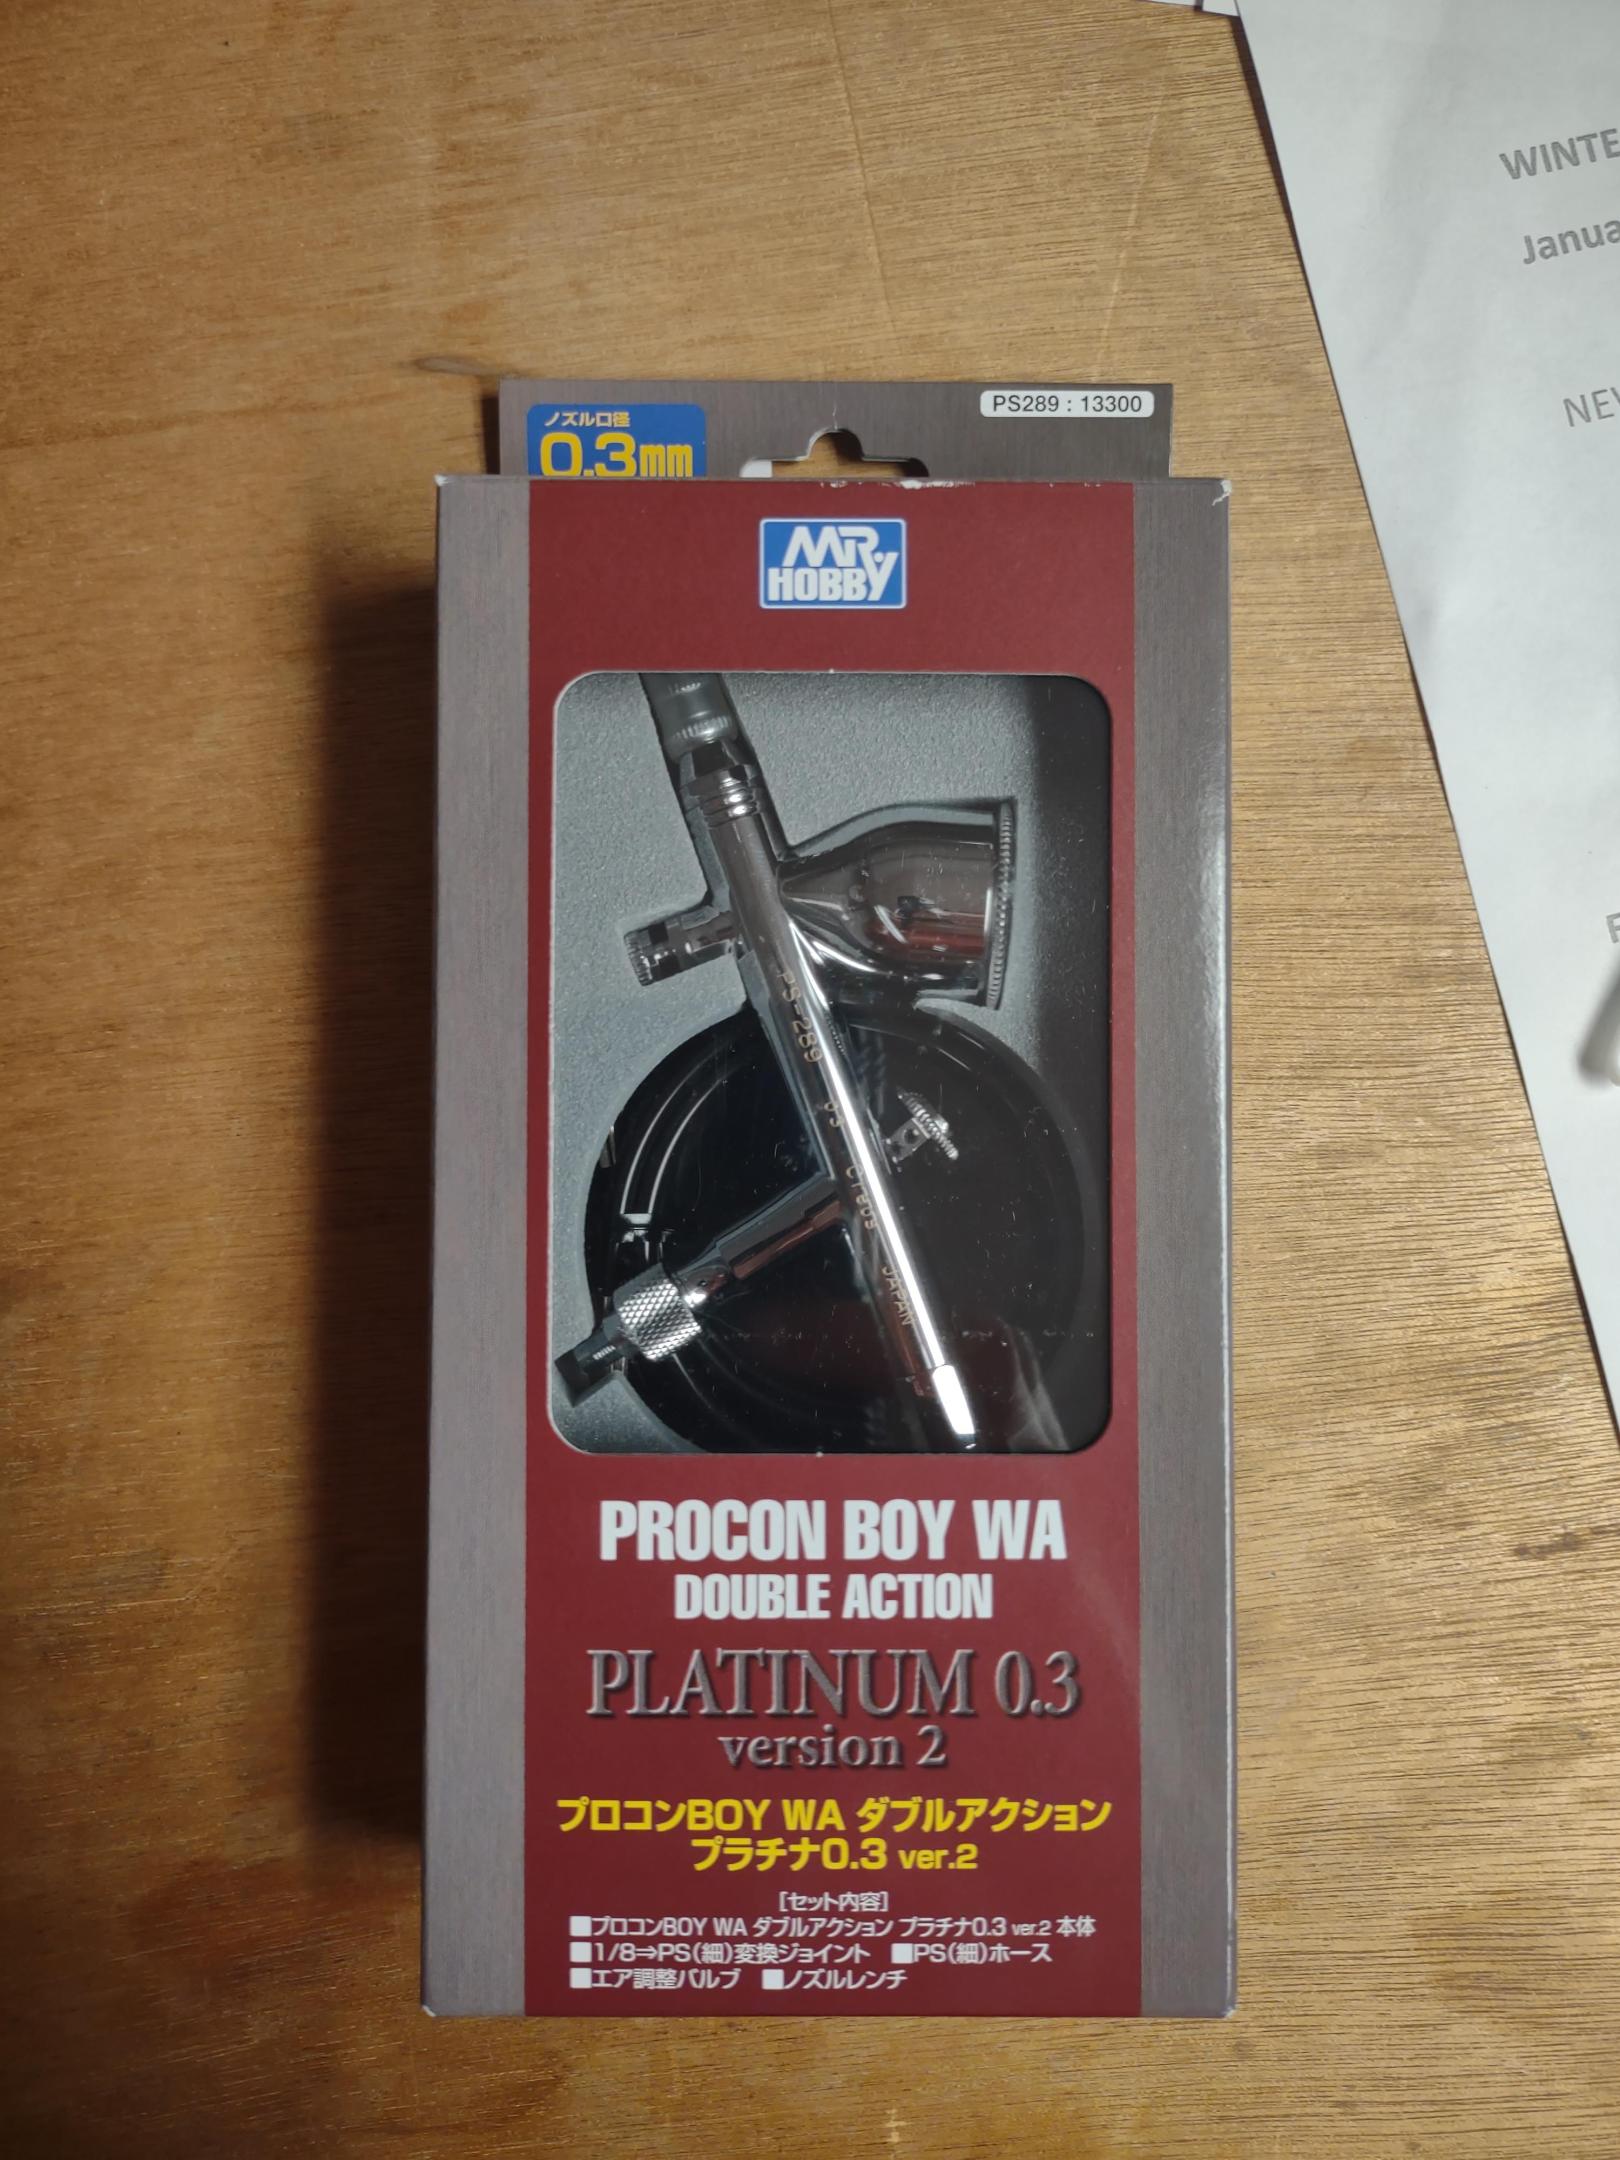 WINTE
Janua
NEV
ノズル口径
0.3mm
PS289 : 13300
MR.
HOBBY
PS-289
0.3
Creos
JAPAN
PROCON BOY WA
DOUBLE ACTION
PLATINUM 0.3
version 2
プロコンBOY WA ダブルアクション
プラチナ0.3 ver.2
[セット内容]
■プロコンBOY WA ダブルアクション プラチナ0.3 ver.2 本体
■1/8⇒PS(細)変換ジョイント ■PS(細)ホース
■エア調整バルブ ■ノズルレンチ